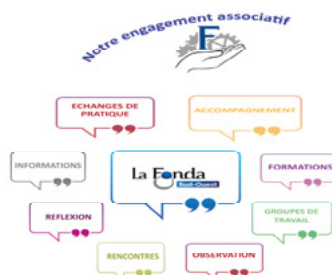 Notre engagement associatif
F
ECHANGES DE
PRATIQUE
ACCOMPAGNEMENT
INFORMATIONS
La Fonda
Sud-Ouest
FORMATIONS
REFLEXION
GROUPES DE
TRAVAIL
RENCONTRES
OBSERVATION